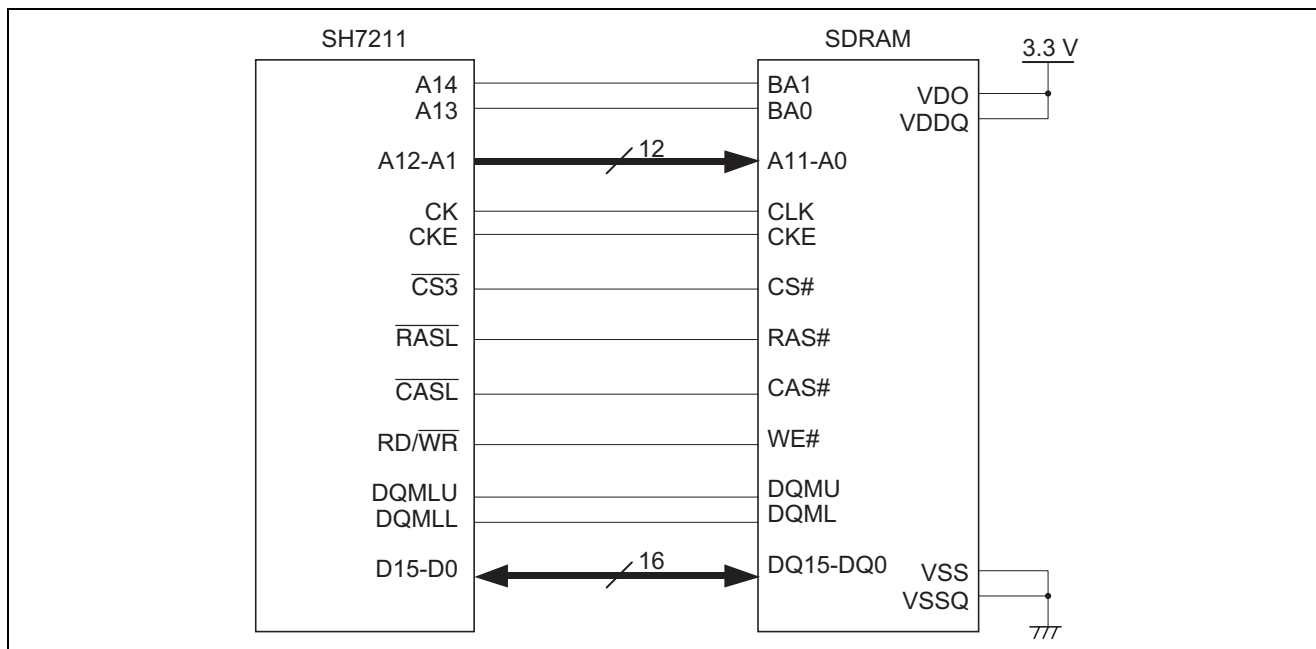 SH7211 SDRAM
3.3 V
A14 BA1
A13 BA0
VDO
VDDQ
A12-A1 12 A11-A0
CK CLK
CKE CKE
CS3 CS#
RASL RAS#
CASL CAS#
RD/WR WE#
DQMLU DQMU
DQMLL DQML
D15-D0 16 DQ15-DQ0
VSS
VSSQ